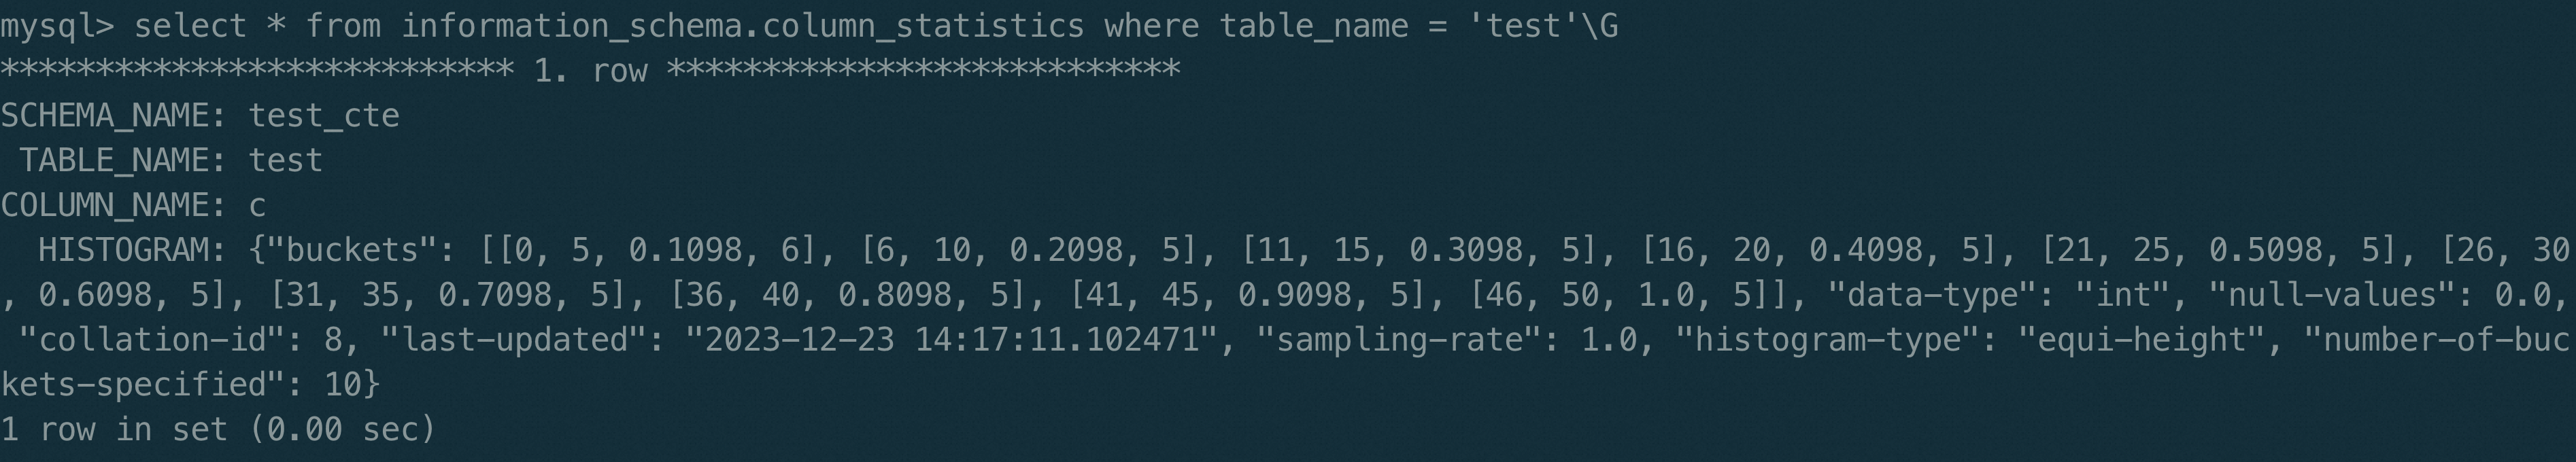 mysql> select * from information_schema.column_statistics where table_name = 'test'\G
*************************** 1. row ***************************
SCHEMA_NAME: test_cte
 TABLE_NAME: test
COLUMN_NAME: c
  HISTOGRAM: {"buckets": [[0, 5, 0.1098, 6], [6, 10, 0.2098, 5], [11, 15, 0.3098, 5], [16, 20, 0.4098, 5], [21, 25, 0.5098, 5], [26, 30
, 0.6098, 5], [31, 35, 0.7098, 5], [36, 40, 0.8098, 5], [41, 45, 0.9098, 5], [46, 50, 1.0, 5]], "data-type": "int", "null-values": 0.0,
 "collation-id": 8, "last-updated": "2023-12-23 14:17:11.102471", "sampling-rate": 1.0, "histogram-type": "equi-height", "number-of-buc
kets-specified": 10}
1 row in set (0.00 sec)